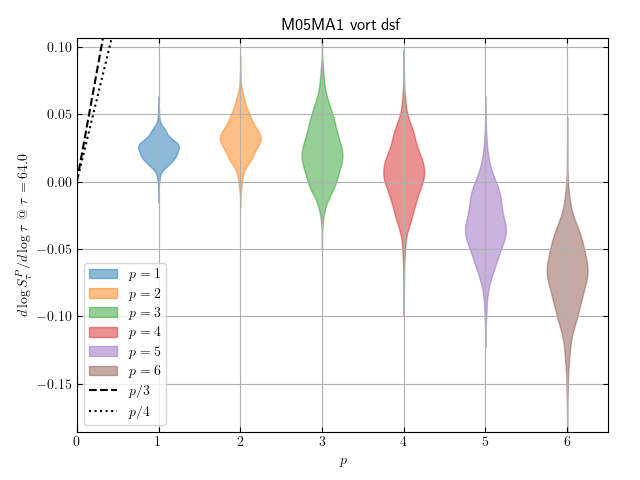 M05MA1 vort dsf
0.10
0.05
0.00
−0.05
−0.10
−0.15
d log S_τ^P / d log τ @ τ = 64.0
p = 1
p = 2
p = 3
p = 4
p = 5
p = 6
p/3
p/4
0 1 2 3 4 5 6
p